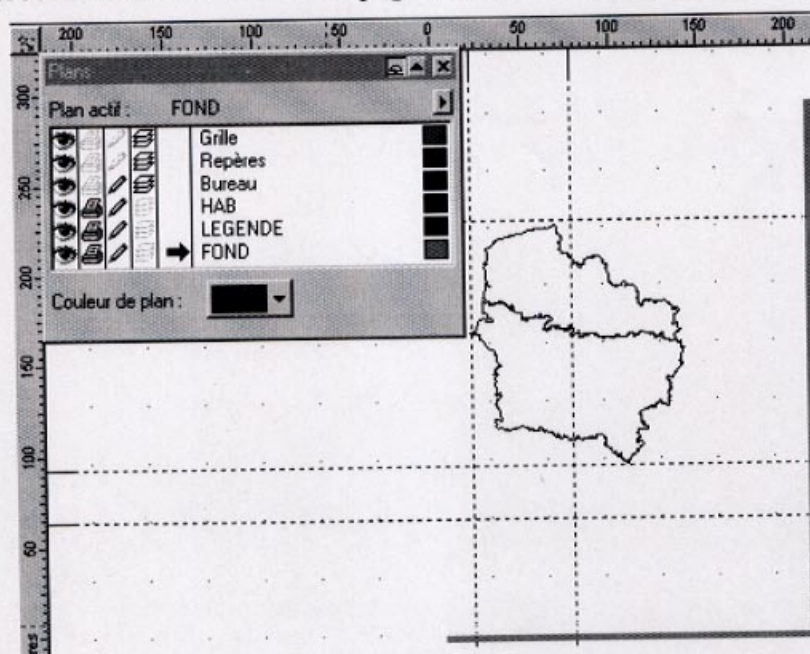 200 150 100 50 0 50 100 150 200
Plans
Plan actif : FOND
Grille
Repères
Bureau
HAB
LEGENDE
FOND
Couleur de plan :
300
250
200
150
100
50